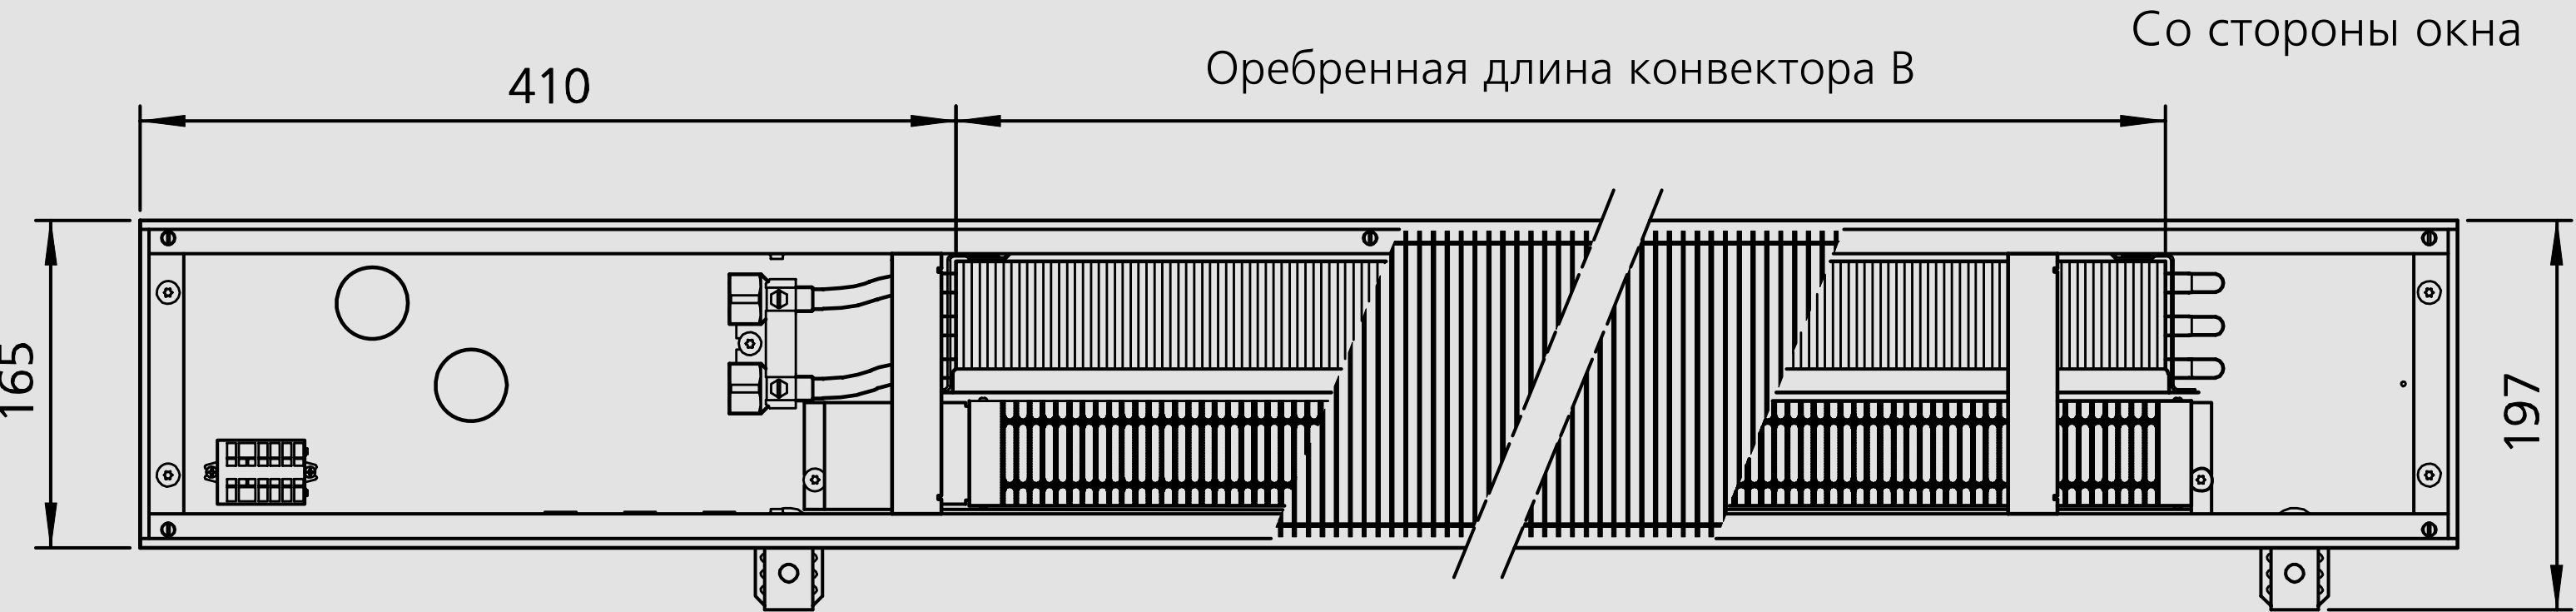 Со стороны окна
Оребренная длина конвектора B
410
165
197